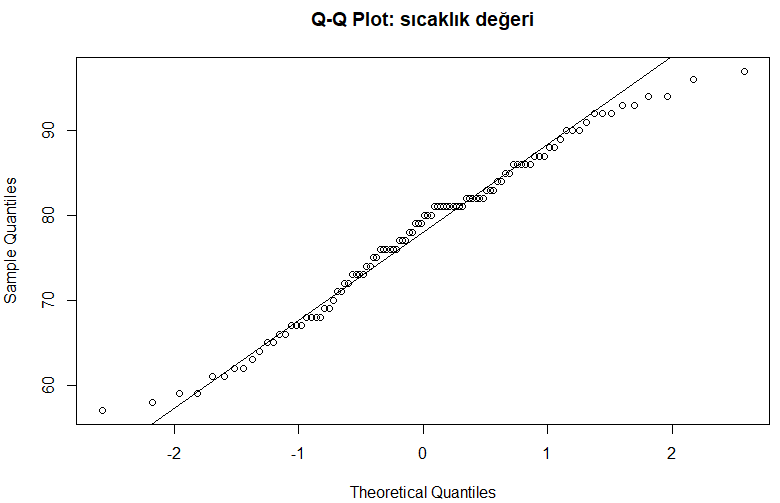 Q-Q Plot: sıcaklık değeri
Sample Quantiles
90
80
70
60
-2 -1 0 1 2
Theoretical Quantiles